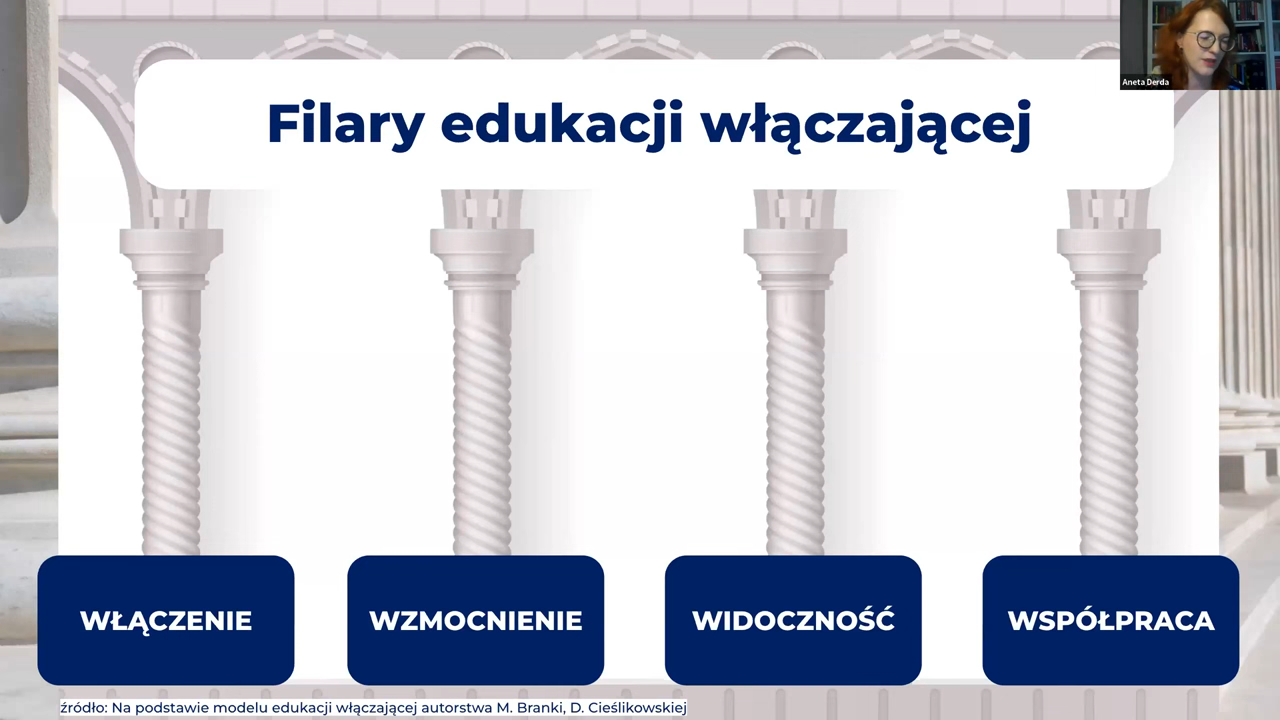 Aneta Derda
Filary edukacji włączającej
WŁĄCZENIE
WZMOCNIENIE
WIDOCZNOŚĆ
WSPÓŁPRACA
źródło: Na podstawie modelu edukacji włączającej autorstwa M. Branki, D. Cieślikowskiej